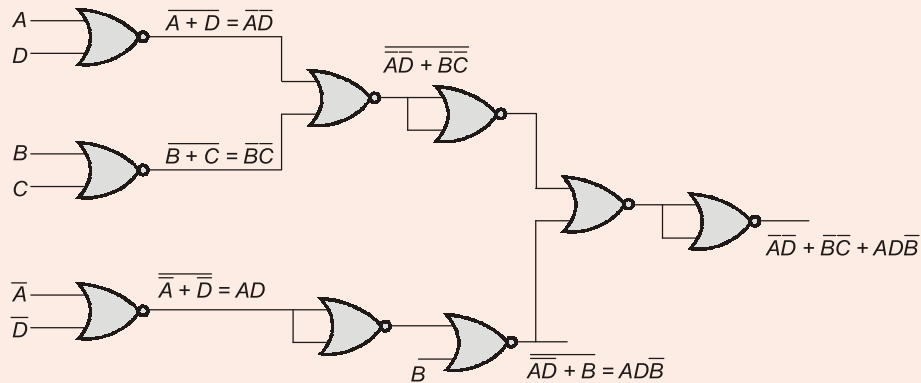 A
$\overline{A + D} = \overline{A}\overline{D}$
D
$\overline{\overline{A}\overline{D} + \overline{B}\overline{C}}$
B
$\overline{B + C} = \overline{B}\overline{C}$
C
$\overline{A}\overline{D} + \overline{B}\overline{C} + AD\overline{B}$
$\overline{A}$
$\overline{\overline{A} + \overline{D}} = AD$
$\overline{D}$
B
$\overline{\overline{AD} + B} = AD\overline{B}$